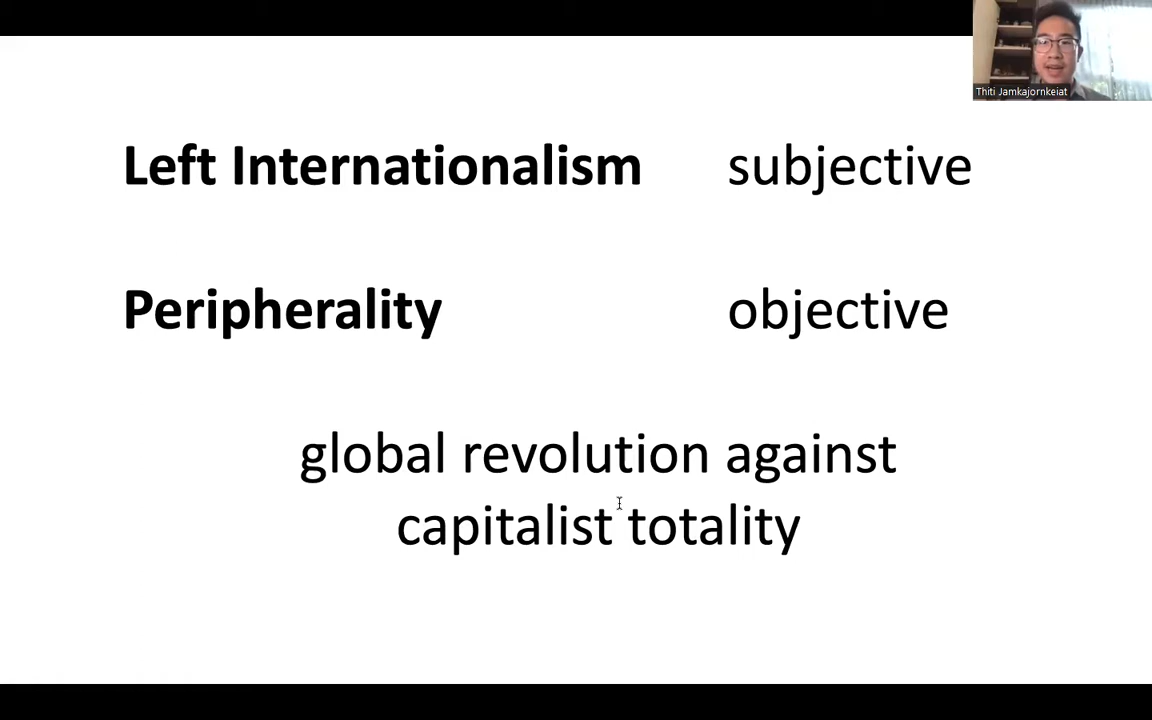 Thiti Jamkajornkeiat
Left Internationalism subjective
Peripherality objective
global revolution against
capitalist totality